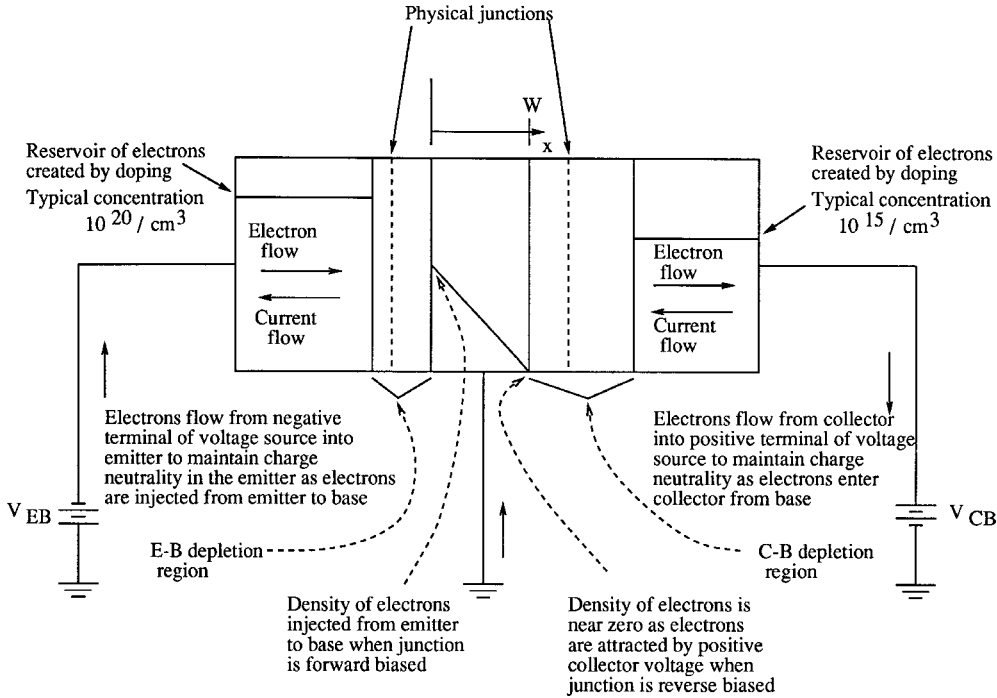 Physical junctions
W
x
Reservoir of electrons
created by doping
Typical concentration
10 20 / cm3
Reservoir of electrons
created by doping
Typical concentration
10 15 / cm3
Electron
flow
Current
flow
Electron
flow
Current
flow
Electrons flow from negative
terminal of voltage source into
emitter to maintain charge
neutrality in the emitter as electrons
are injected from emitter to base
Electrons flow from collector
into positive terminal of voltage
source to maintain charge
neutrality as electrons enter
collector from base
V EB
V CB
E-B depletion
region
C-B depletion
region
Density of electrons
injected from emitter
to base when junction
is forward biased
Density of electrons is
near zero as electrons
are attracted by positive
collector voltage when
junction is reverse biased